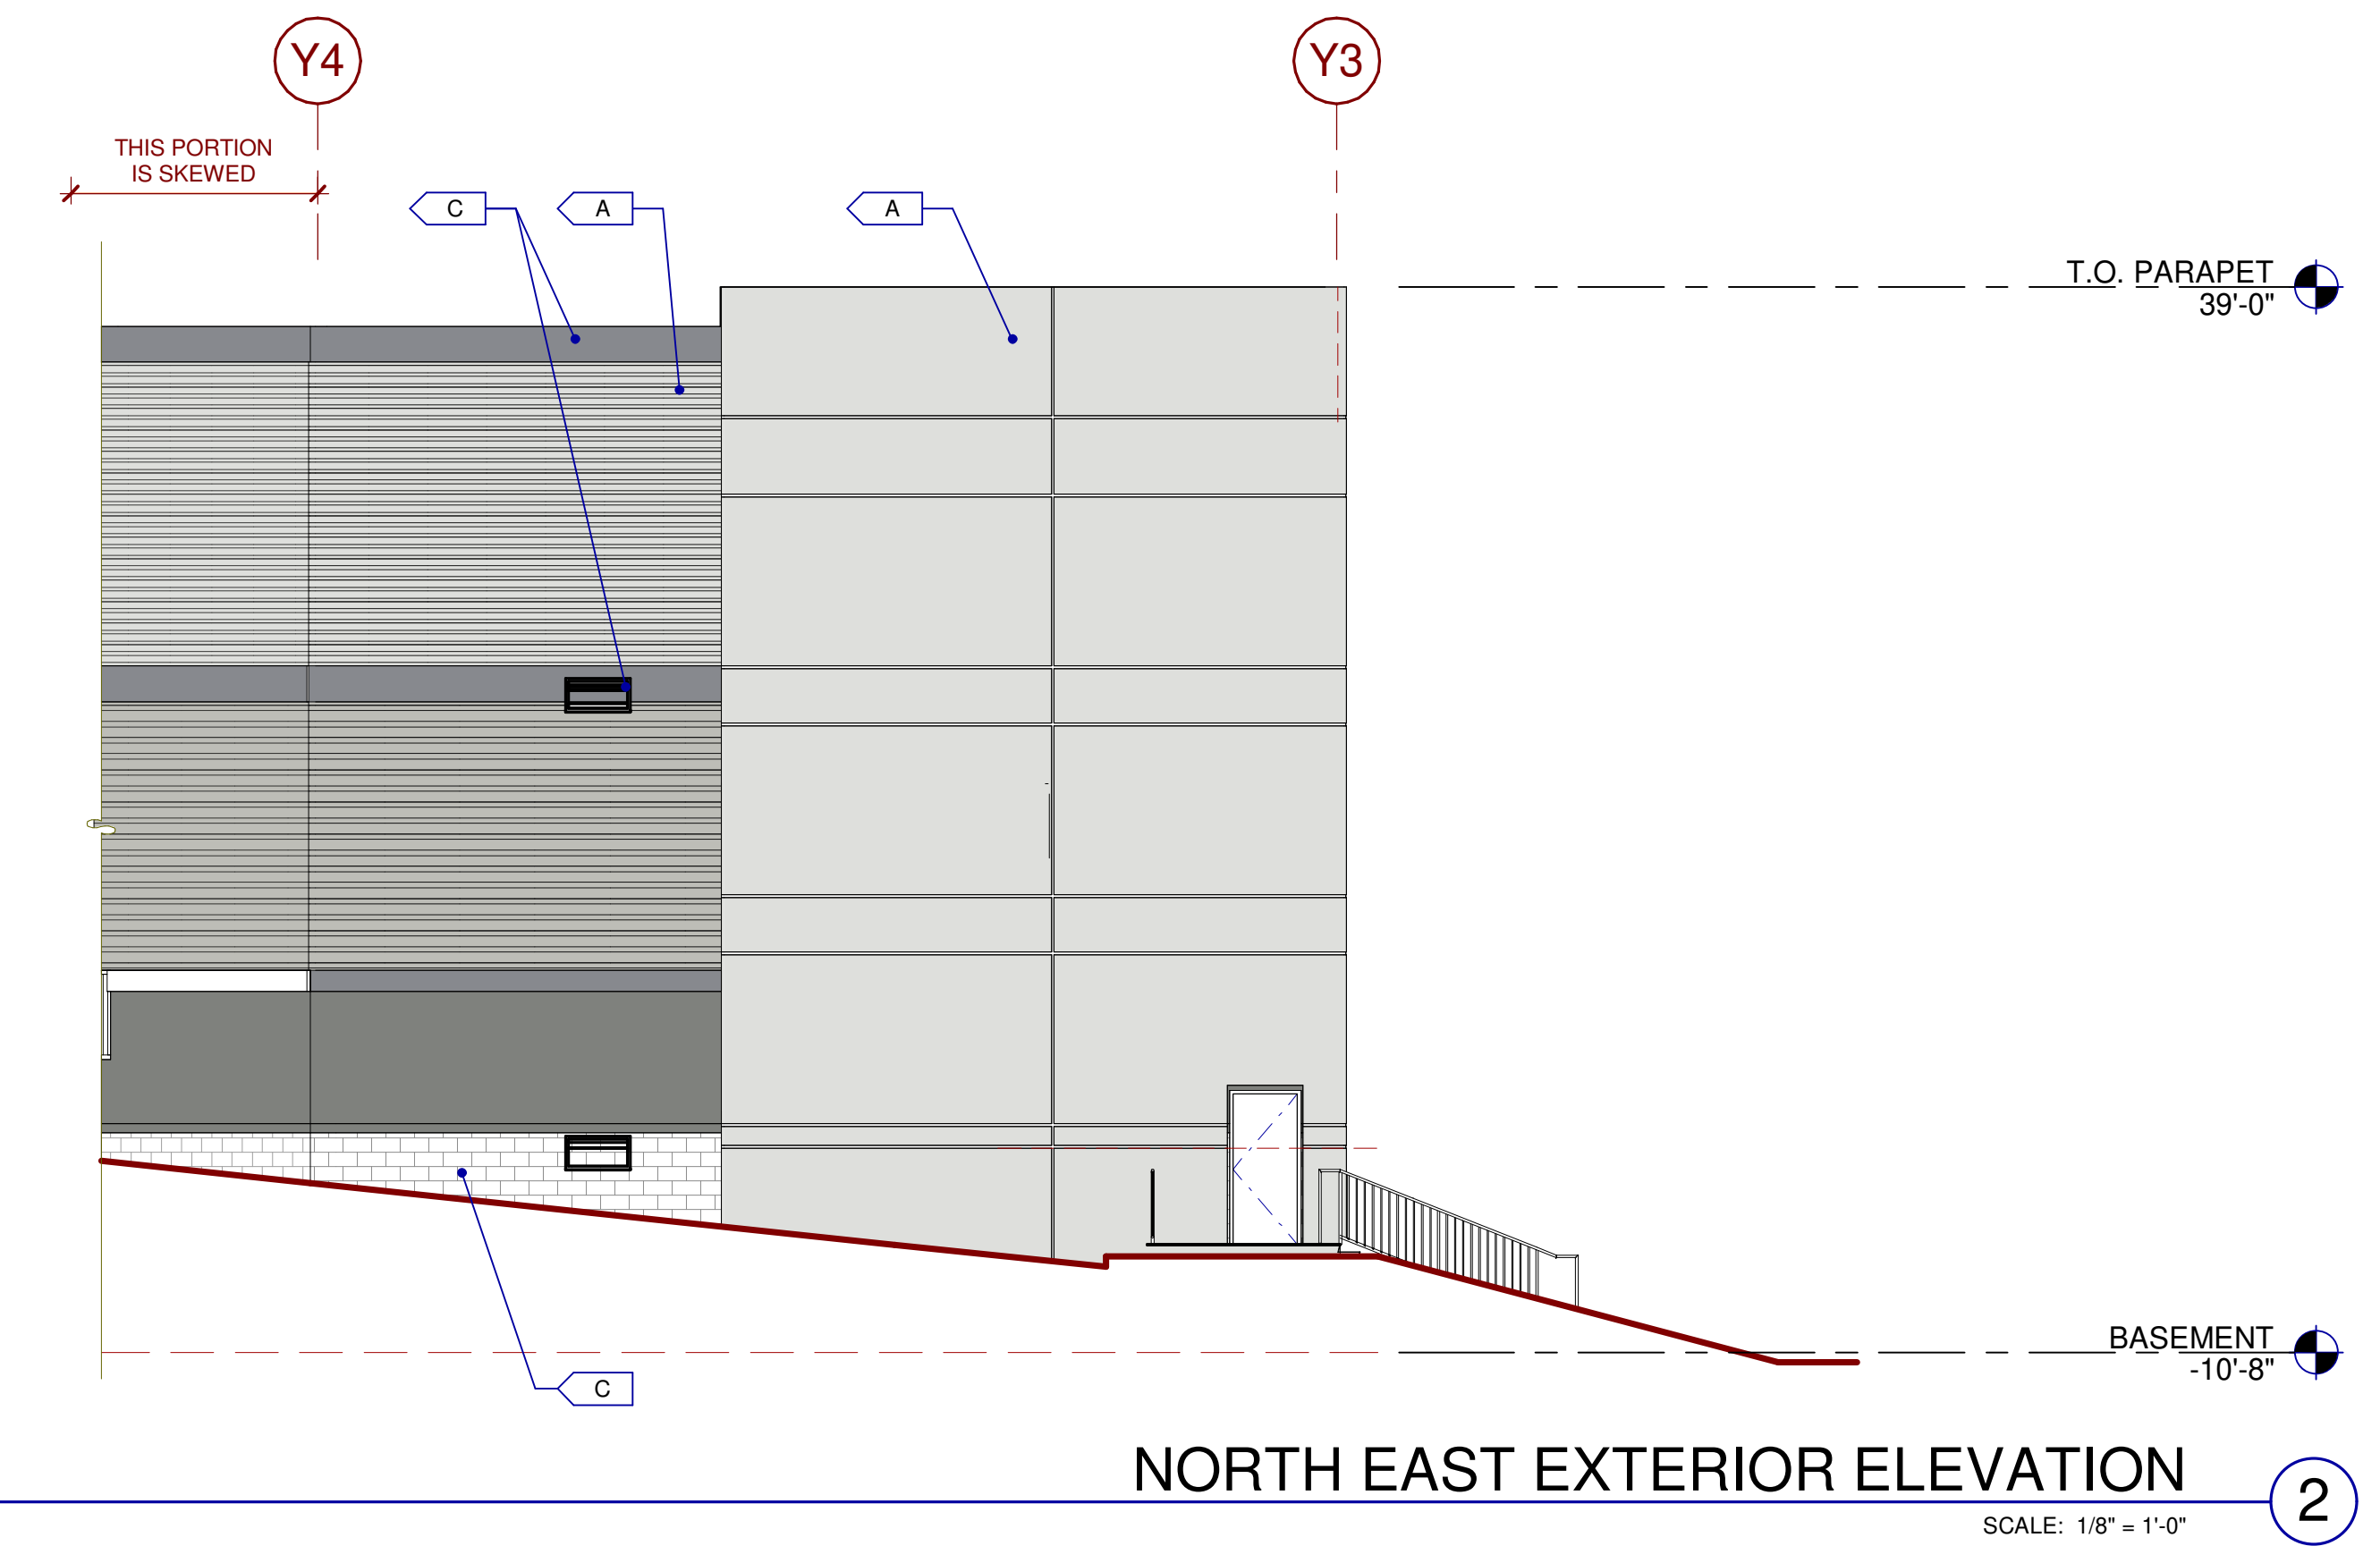 Y4
Y3
THIS PORTION
IS SKEWED
C
A
A
T.O. PARAPET
39'-0"
BASEMENT
-10'-8"
C
NORTH EAST EXTERIOR ELEVATION
2
SCALE: 1/8" = 1'-0"